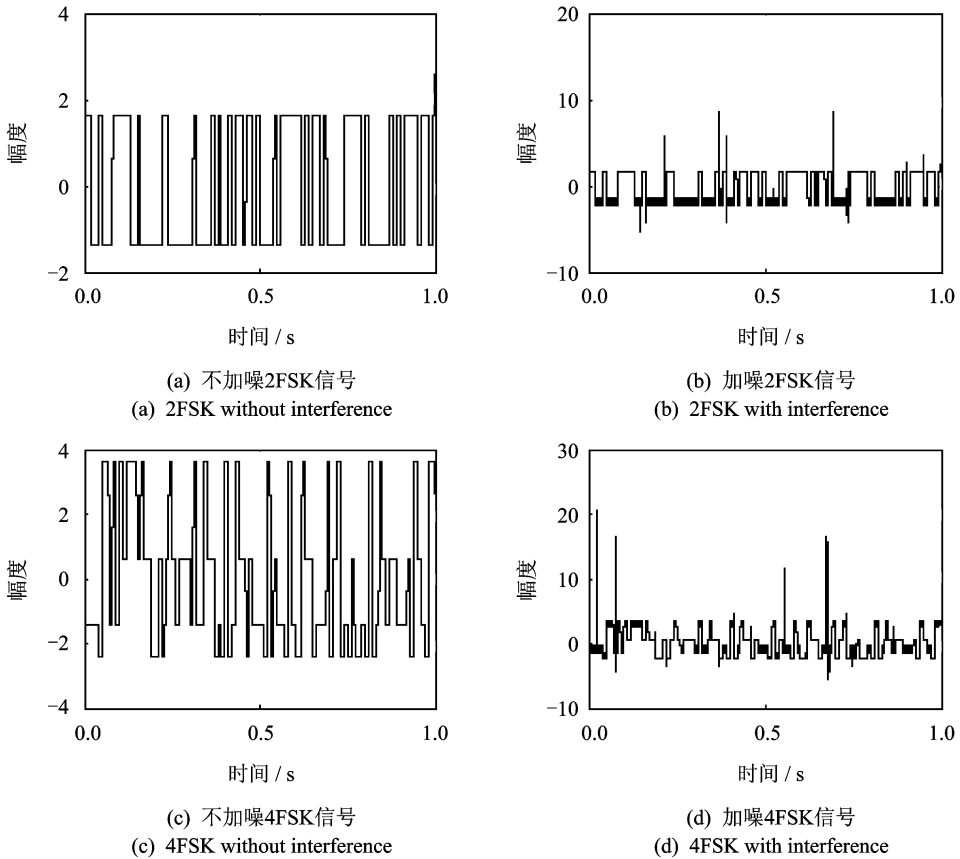 4
2
0
−2
幅度
0.0 0.5 1.0
时间 / s
(a) 不加噪2FSK信号
(a) 2FSK without interference
20
10
0
−10
幅度
0.0 0.5 1.0
时间 / s
(b) 加噪2FSK信号
(b) 2FSK with interference
4
2
0
−2
−4
幅度
0.0 0.5 1.0
时间 / s
(c) 不加噪4FSK信号
(c) 4FSK without interference
30
20
10
0
−10
幅度
0.0 0.5 1.0
时间 / s
(d) 加噪4FSK信号
(d) 4FSK with interference